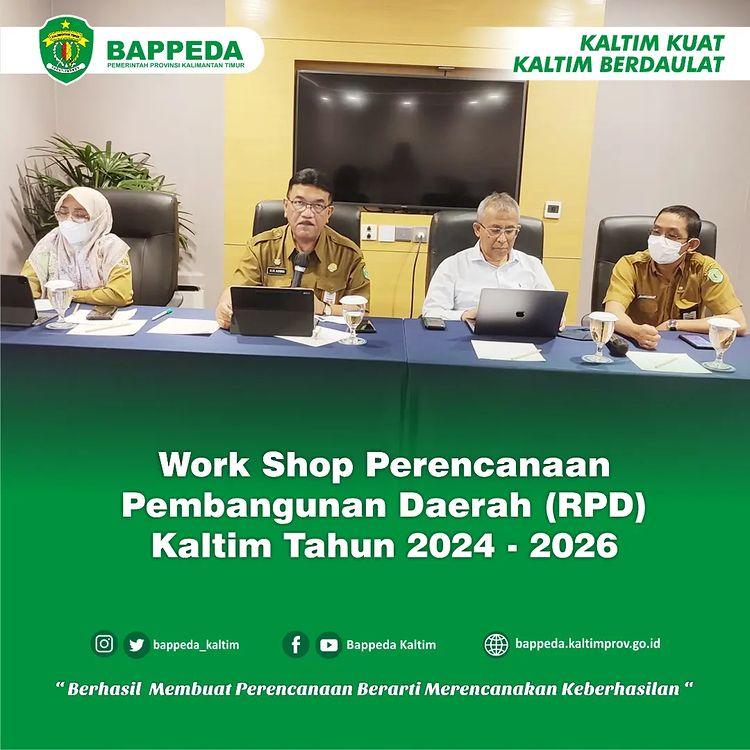 BAPPEDA
PEMERINTAH PROVINSI KALIMANTAN TIMUR
KALTIM KUAT
KALTIM BERDAULAT
Work Shop Perencanaan
Pembangunan Daerah (RPD)
Kaltim Tahun 2024 - 2026
bappeda_kaltim
Bappeda Kaltim
bappeda.kaltimprov.go.id
“ Berhasil Membuat Perencanaan Berarti Merencanakan Keberhasilan “